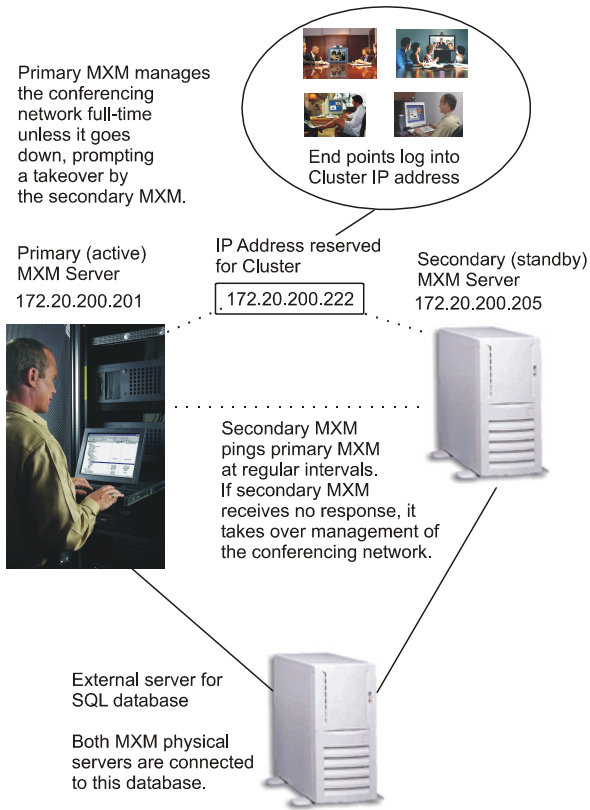 Primary MXM manages
the conferencing
network full-time
unless it goes
down, prompting
a takeover by
the secondary MXM.
End points log into
Cluster IP address
Primary (active)
MXM Server
172.20.200.201
IP Address reserved
for Cluster
172.20.200.222
Secondary (standby)
MXM Server
172.20.200.205
Secondary MXM
pings primary MXM
at regular intervals.
If secondary MXM
receives no response, it
takes over management of
the conferencing network.
External server for
SQL database
Both MXM physical
servers are connected
to this database.